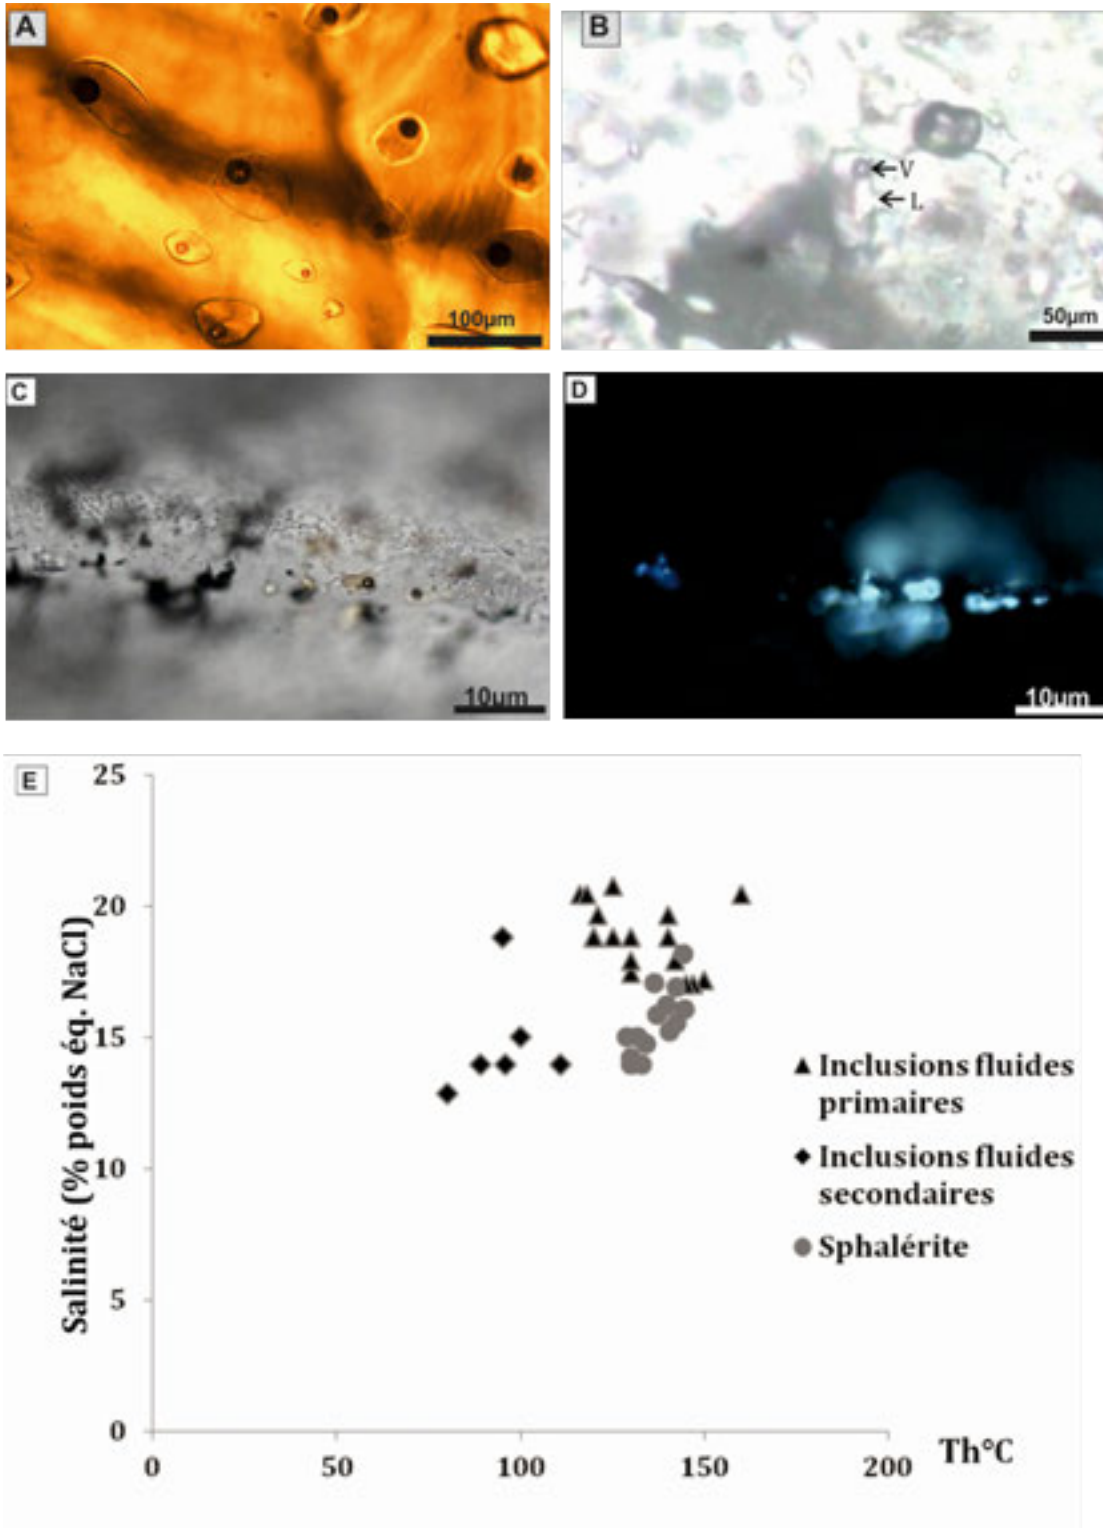 A
100µm
B
V
L
50µm
C
10µm
D
10µm
E
25
20
15
10
5
0
Salinité (% poids éq. NaCl)
0
50
100
150
200
Th°C
Inclusions fluides
primaires
Inclusions fluides
secondaires
Sphalérite